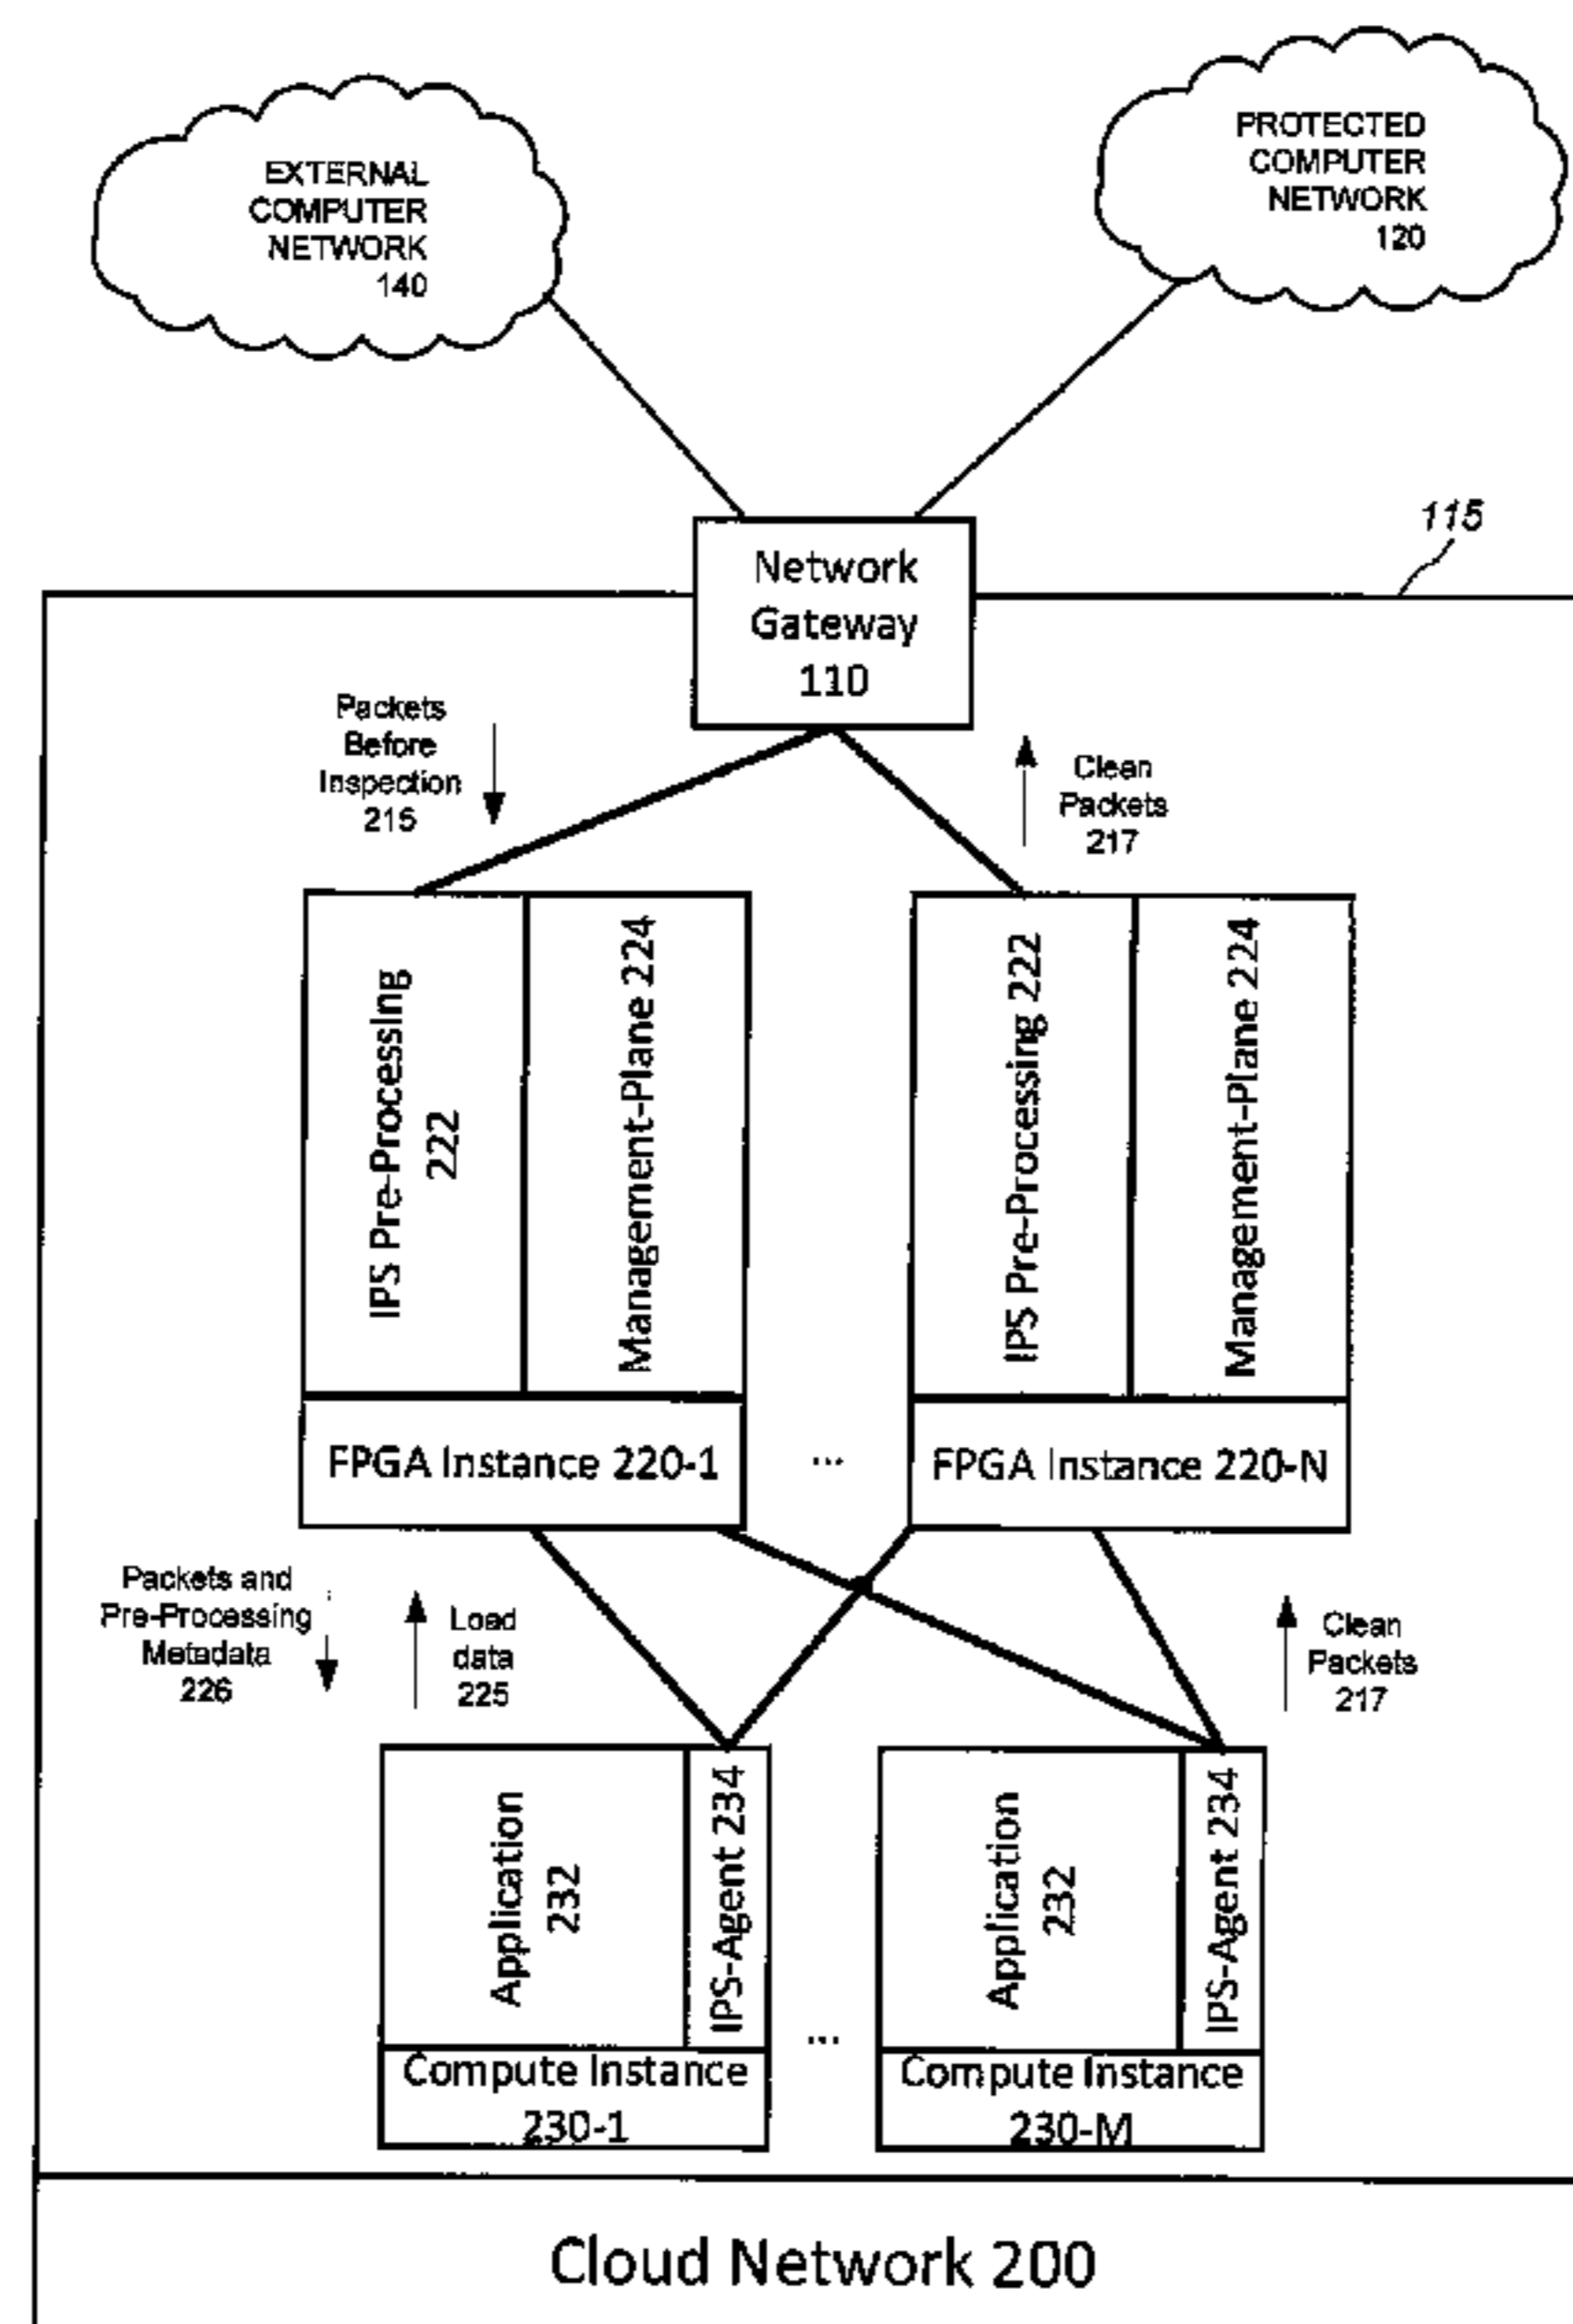 EXTERNAL
COMPUTER
NETWORK
140
PROTECTED
COMPUTER
NETWORK
120
115
Network
Gateway
110
Packets
Before
Inspection
215
Clean
Packets
217
IPS Pre-Processing
222
Management-Plane 224
IPS Pre-Processing 222
Management-Plane 224
FPGA Instance 220-1
...
FPGA Instance 220-N
Packets and
Pre-Processing
Metadata
226
Load
data
225
Clean
Packets
217
Application
232
IPS-Agent 234
Application
232
IPS-Agent 234
...
Compute Instance
230-1
Compute Instance
230-M
Cloud Network 200